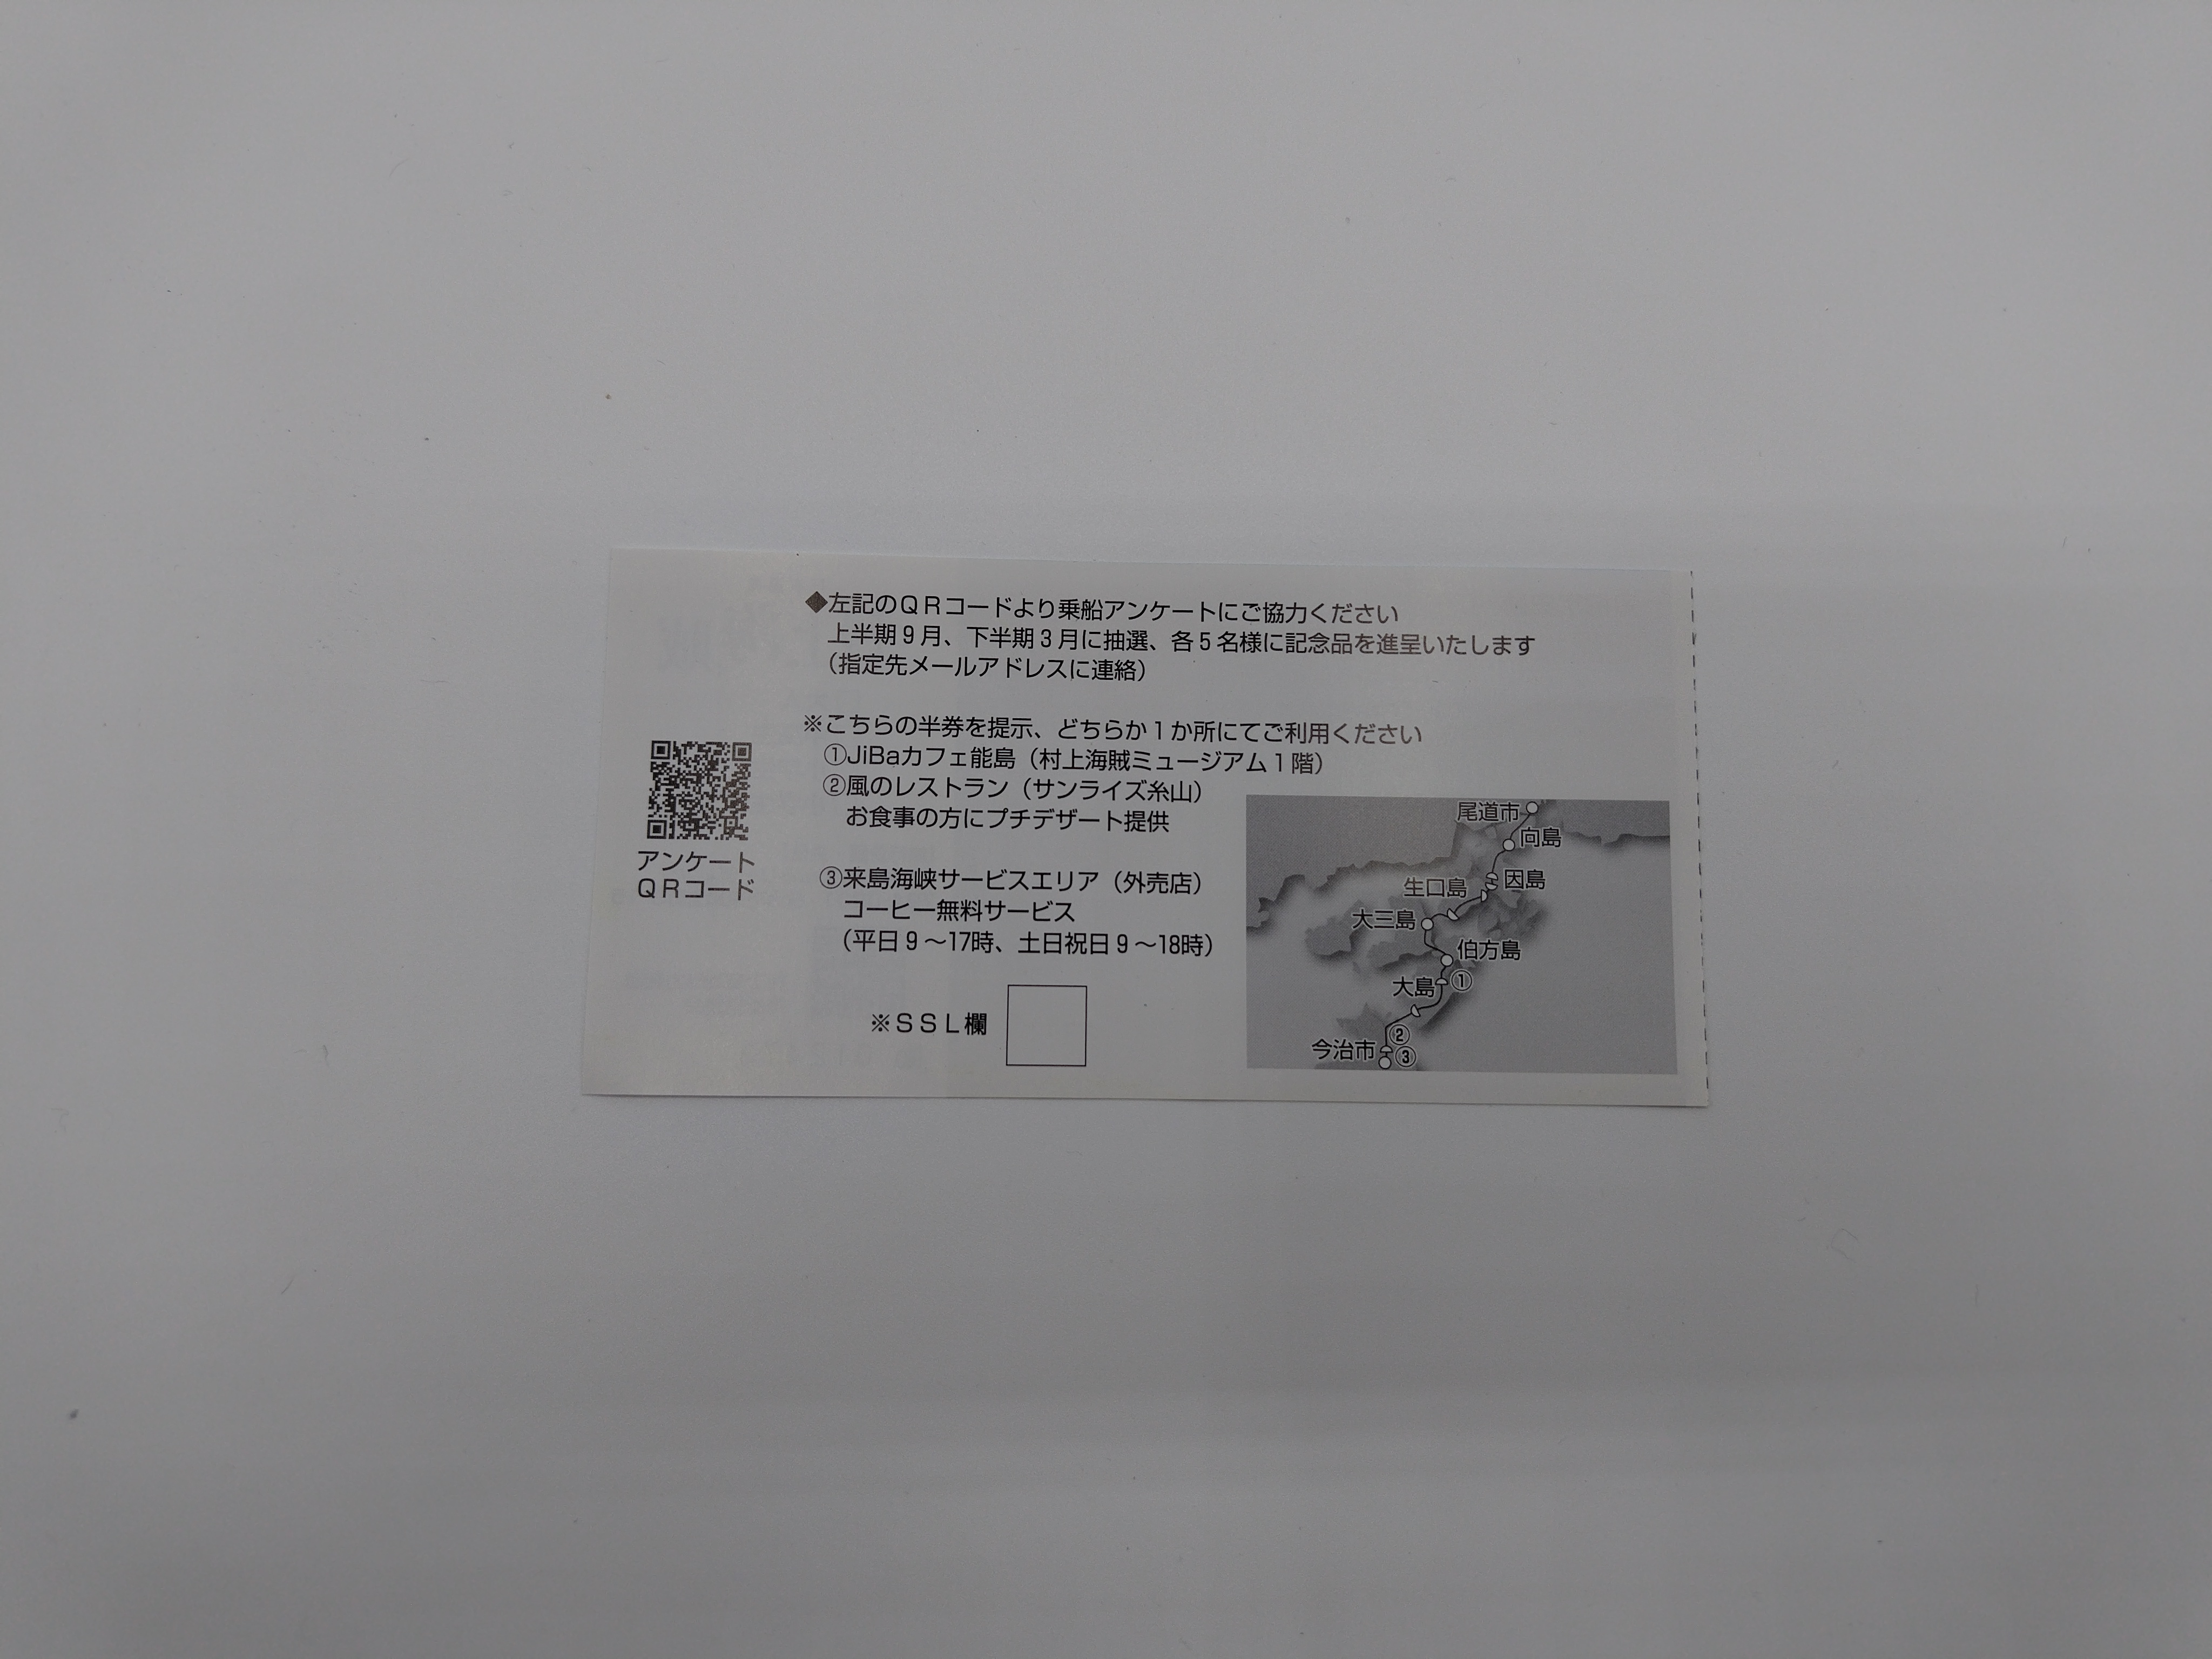 ◆左記のＱＲコードより乗船アンケートにご協力ください
上半期９月、下半期３月に抽選、各５名様に記念品を進呈いたします
（指定先メールアドレスに連絡）
※こちらの半券を提示、どちらか１か所にてご利用ください
①JiBaカフェ能島（村上海賊ミュージアム１階）
②風のレストラン（サンライズ糸山）
お食事の方にプチデザート提供
③来島海峡サービスエリア（外売店）
コーヒー無料サービス
（平日９～17時、土日祝日９～18時）
※ＳＳＬ欄
アンケート
ＱＲコード
尾道市
向島
因島
生口島
大三島
伯方島
大島 ①
②
今治市 ③